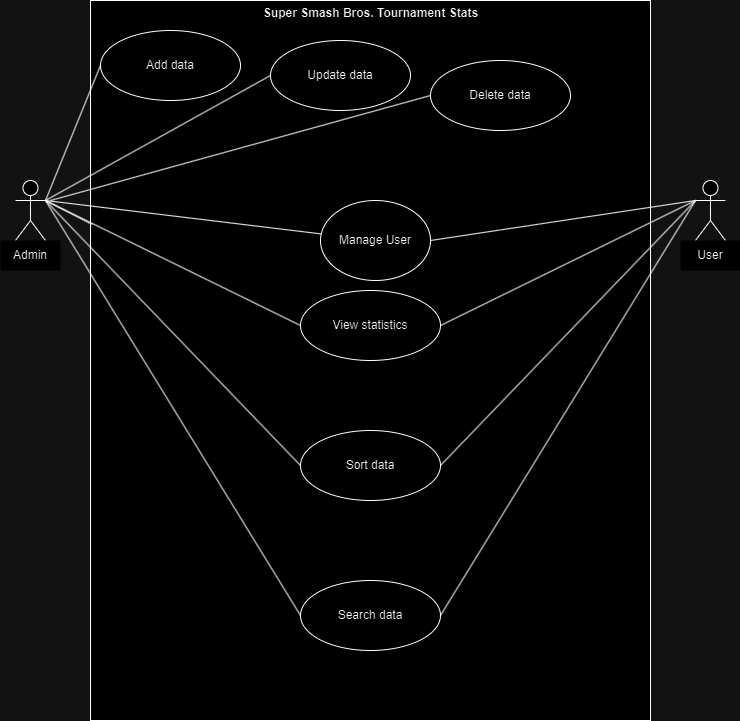 Super Smash Bros. Tournament Stats
Add data
Update data
Delete data
Manage User
Admin
User
View statistics
Sort data
Search data